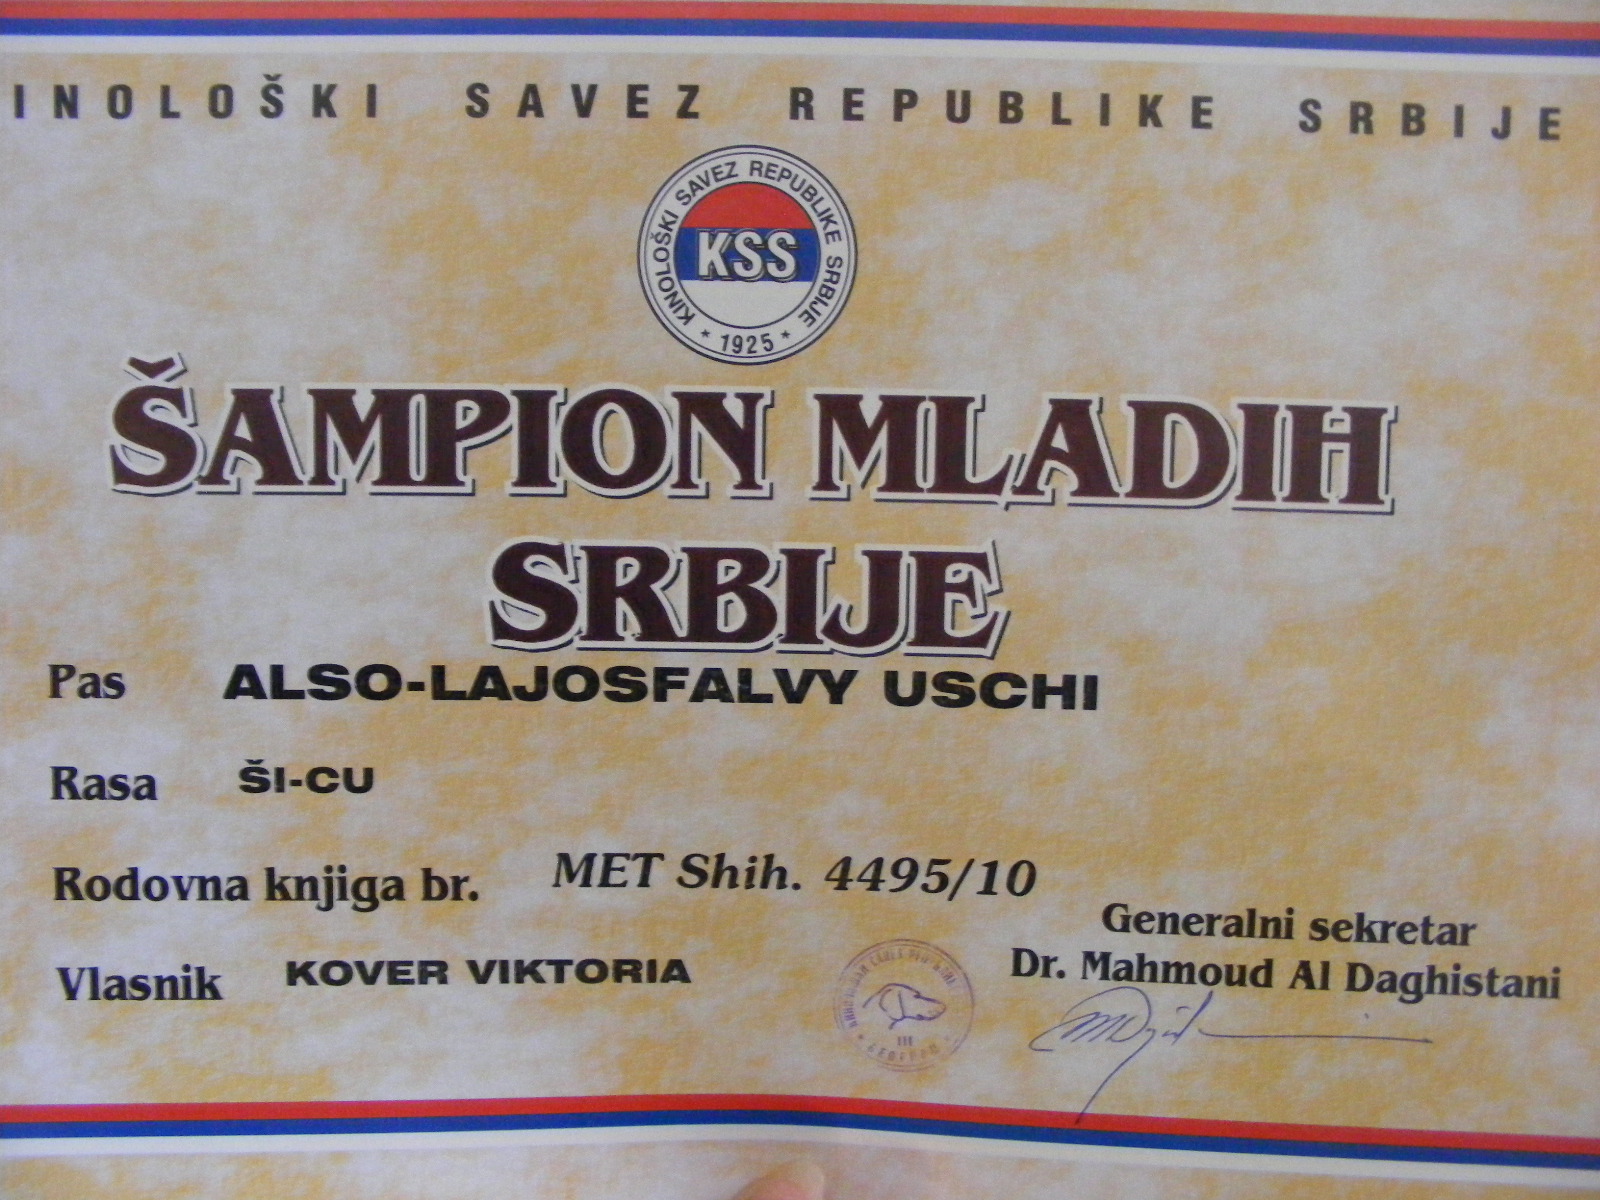 INOLOŠKI SAVEZ REPUBLIKE SRBIJE
KINOLOŠKI SAVEZ REPUBLIKE SRBIJE
KSS
* 1925 *
ŠAMPION MLADIH
SRBIJE
Pas ALSO-LAJOSFALVY USCHI
Rasa ŠI-CU
Rodovna knjiga br. MET Shih. 4495/10
Generalni sekretar
Vlasnik KOVER VIKTORIA
Dr. Mahmoud Al Daghistani
III